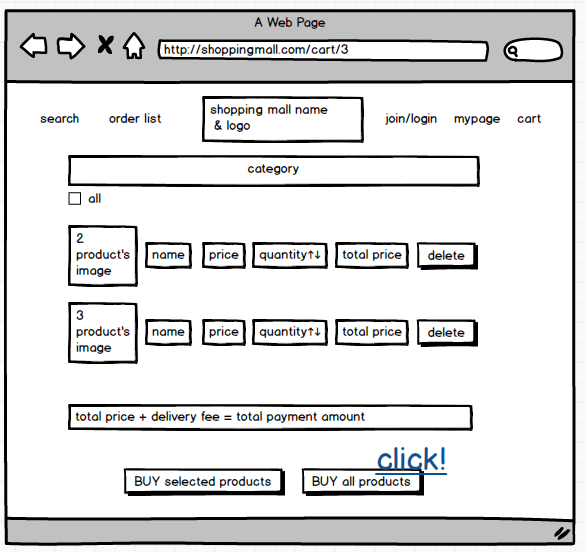 A Web Page
http://shoppingmall.com/cart/3
search order list shopping mall name join/login mypage cart
& logo
category
all
2
product's
image
name price quantity↑↓ total price delete
3
product's
image
name price quantity↑↓ total price delete
total price + delivery fee = total payment amount
click!
BUY selected products BUY all products